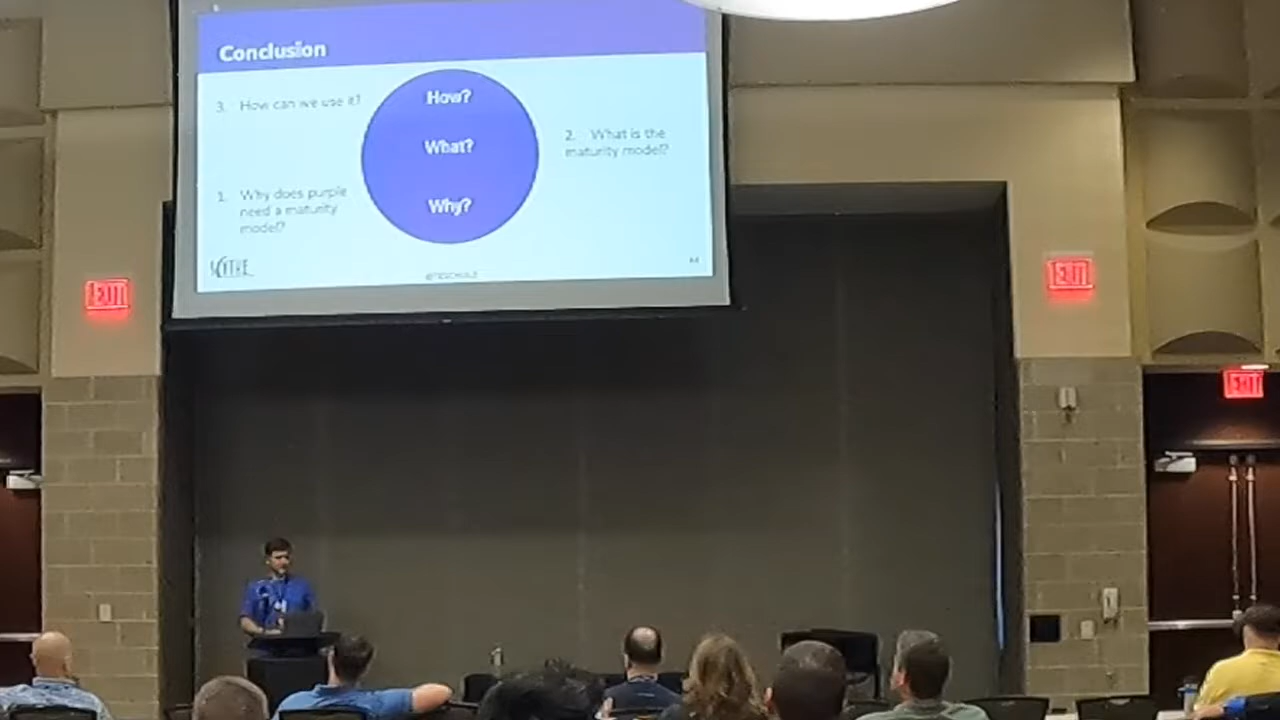 Conclusion
3. How can we use it?
How?
What?
2. What is the
maturity model?
1. Why does purple
need a maturity
model?
Why?
SCYTHE
EXIT
EXIT
EXIT